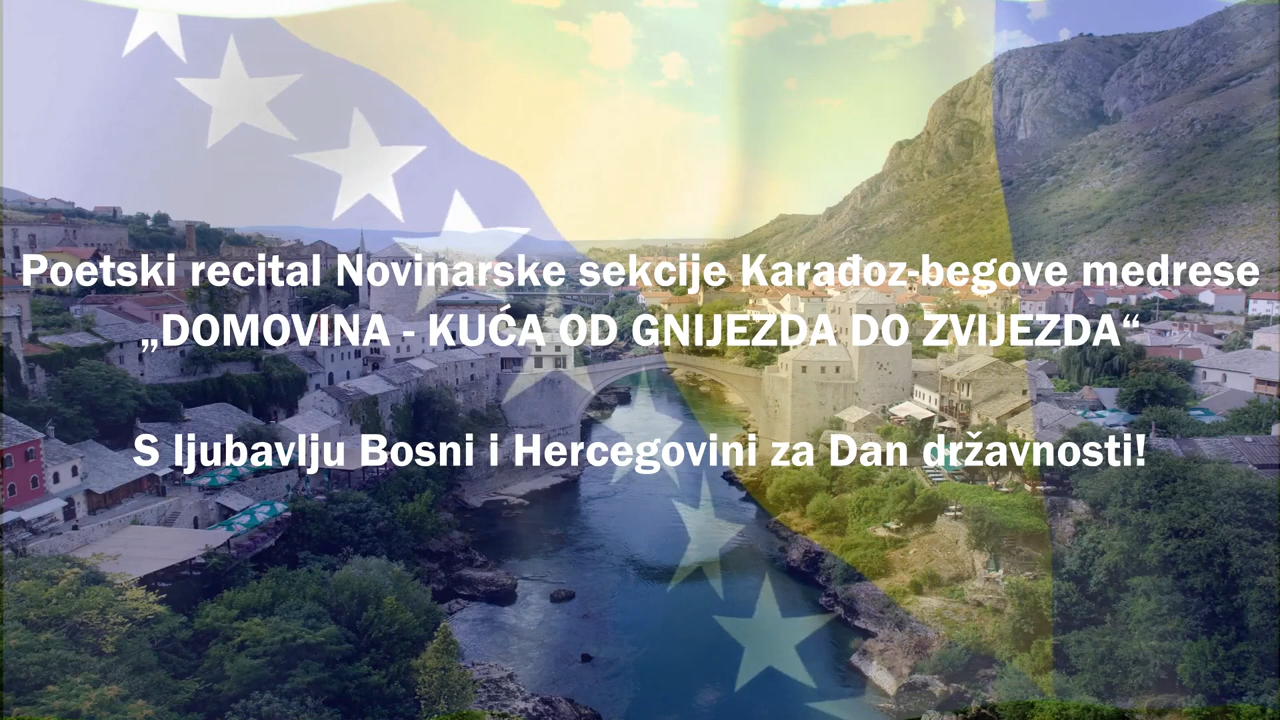 Poetski recital Novinarske sekcije Karađoz-begove medrese
„DOMOVINA - KUĆA OD GNIJEZDA DO ZVIJEZDA“
S ljubavlju Bosni i Hercegovini za Dan državnosti!